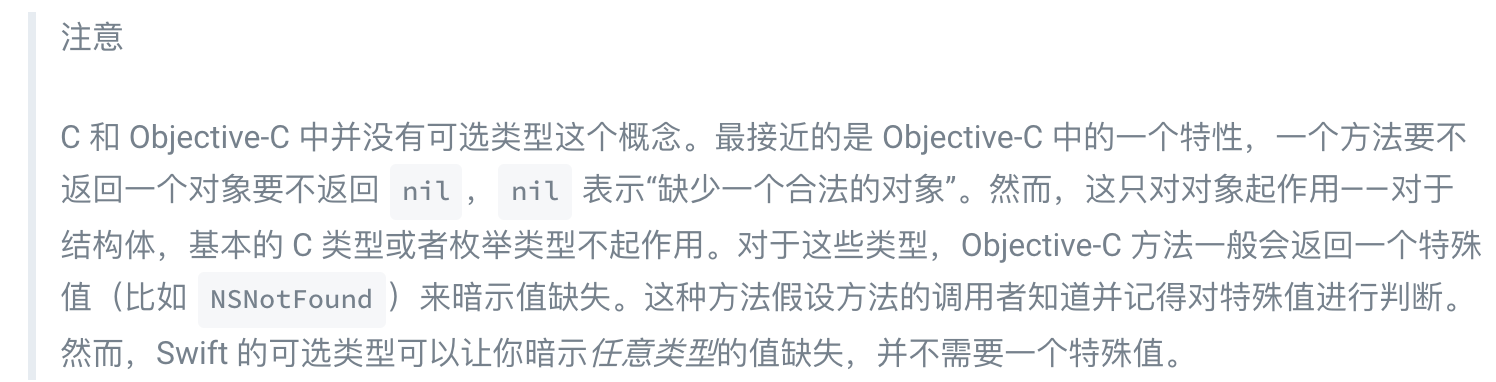 注意
C 和 Objective-C 中并没有可选类型这个概念。最接近的是 Objective-C 中的一个特性，一个方法要不
返回一个对象要不返回 nil，nil 表示“缺少一个合法的对象”。然而，这只对对象起作用——对于
结构体，基本的 C 类型或者枚举类型不起作用。对于这些类型，Objective-C 方法一般会返回一个特殊
值（比如 NSNotFound）来暗示值缺失。这种方法假设方法的调用者知道并记得对特殊值进行判断。
然而，Swift 的可选类型可以让你暗示任意类型的值缺失，并不需要一个特殊值。